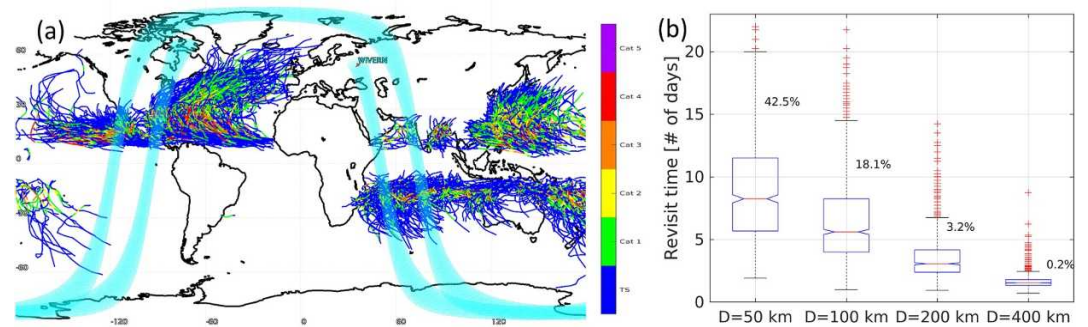 (a)
60
30
0
-30
-60
-120
-60
0
60
120
WIVERN
Cat 5
Cat 4
Cat 3
Cat 2
Cat 1
TS
(b)
Revisit time [# of days]
20
15
10
5
0
42.5%
18.1%
3.2%
0.2%
D=50 km
D=100 km
D=200 km
D=400 km